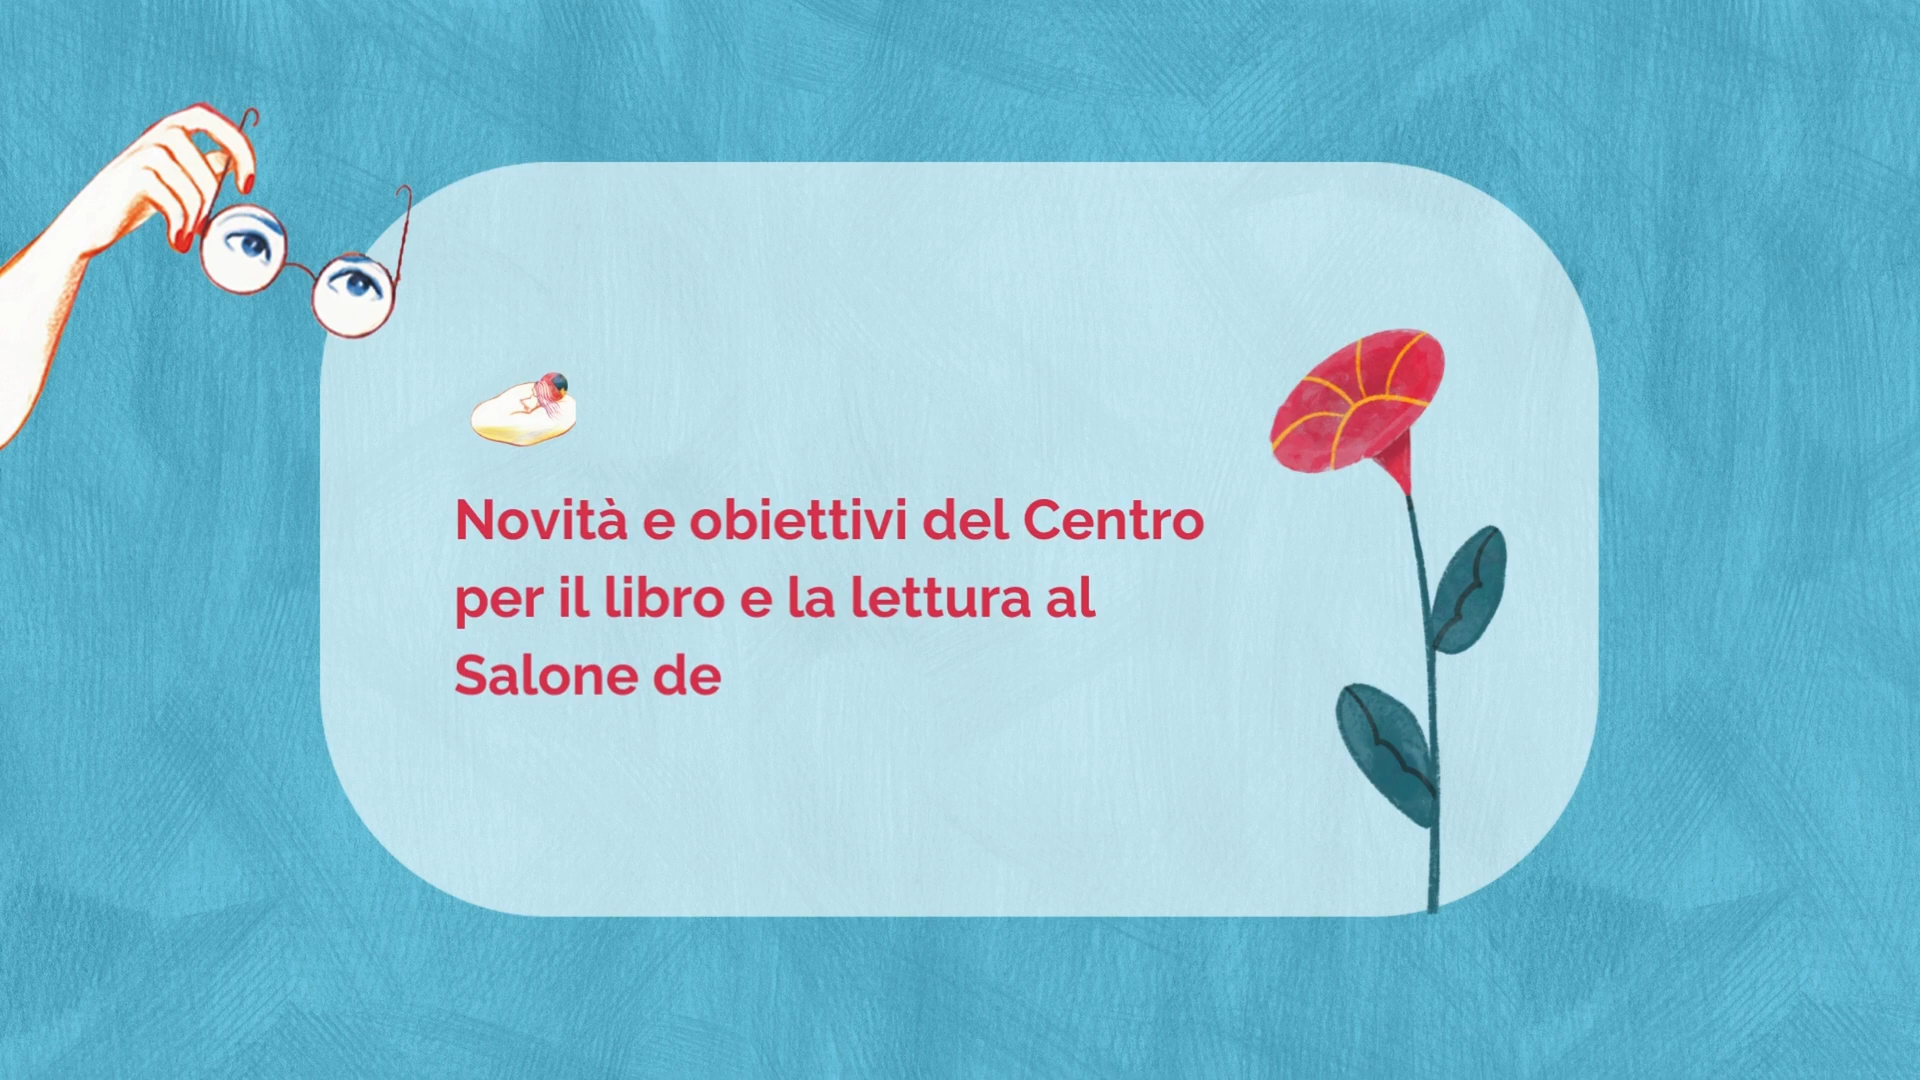 Novità e obiettivi del Centro
per il libro e la lettura al
Salone de